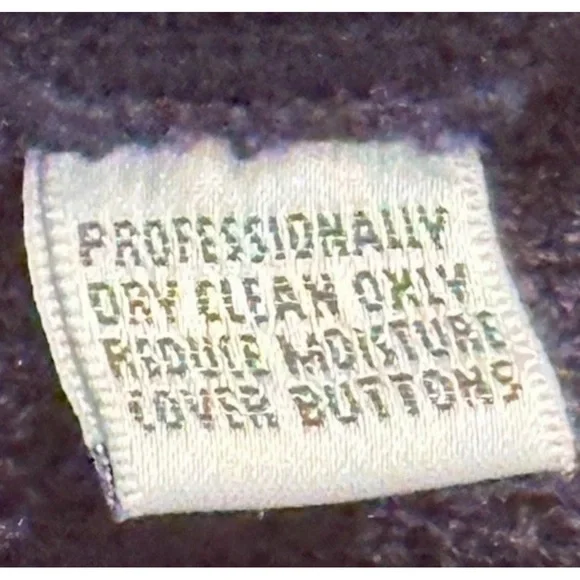 PROFESSIONALLY
DRY CLEAN ONLY
REDUCE MOISTURE
COVER BUTTONS